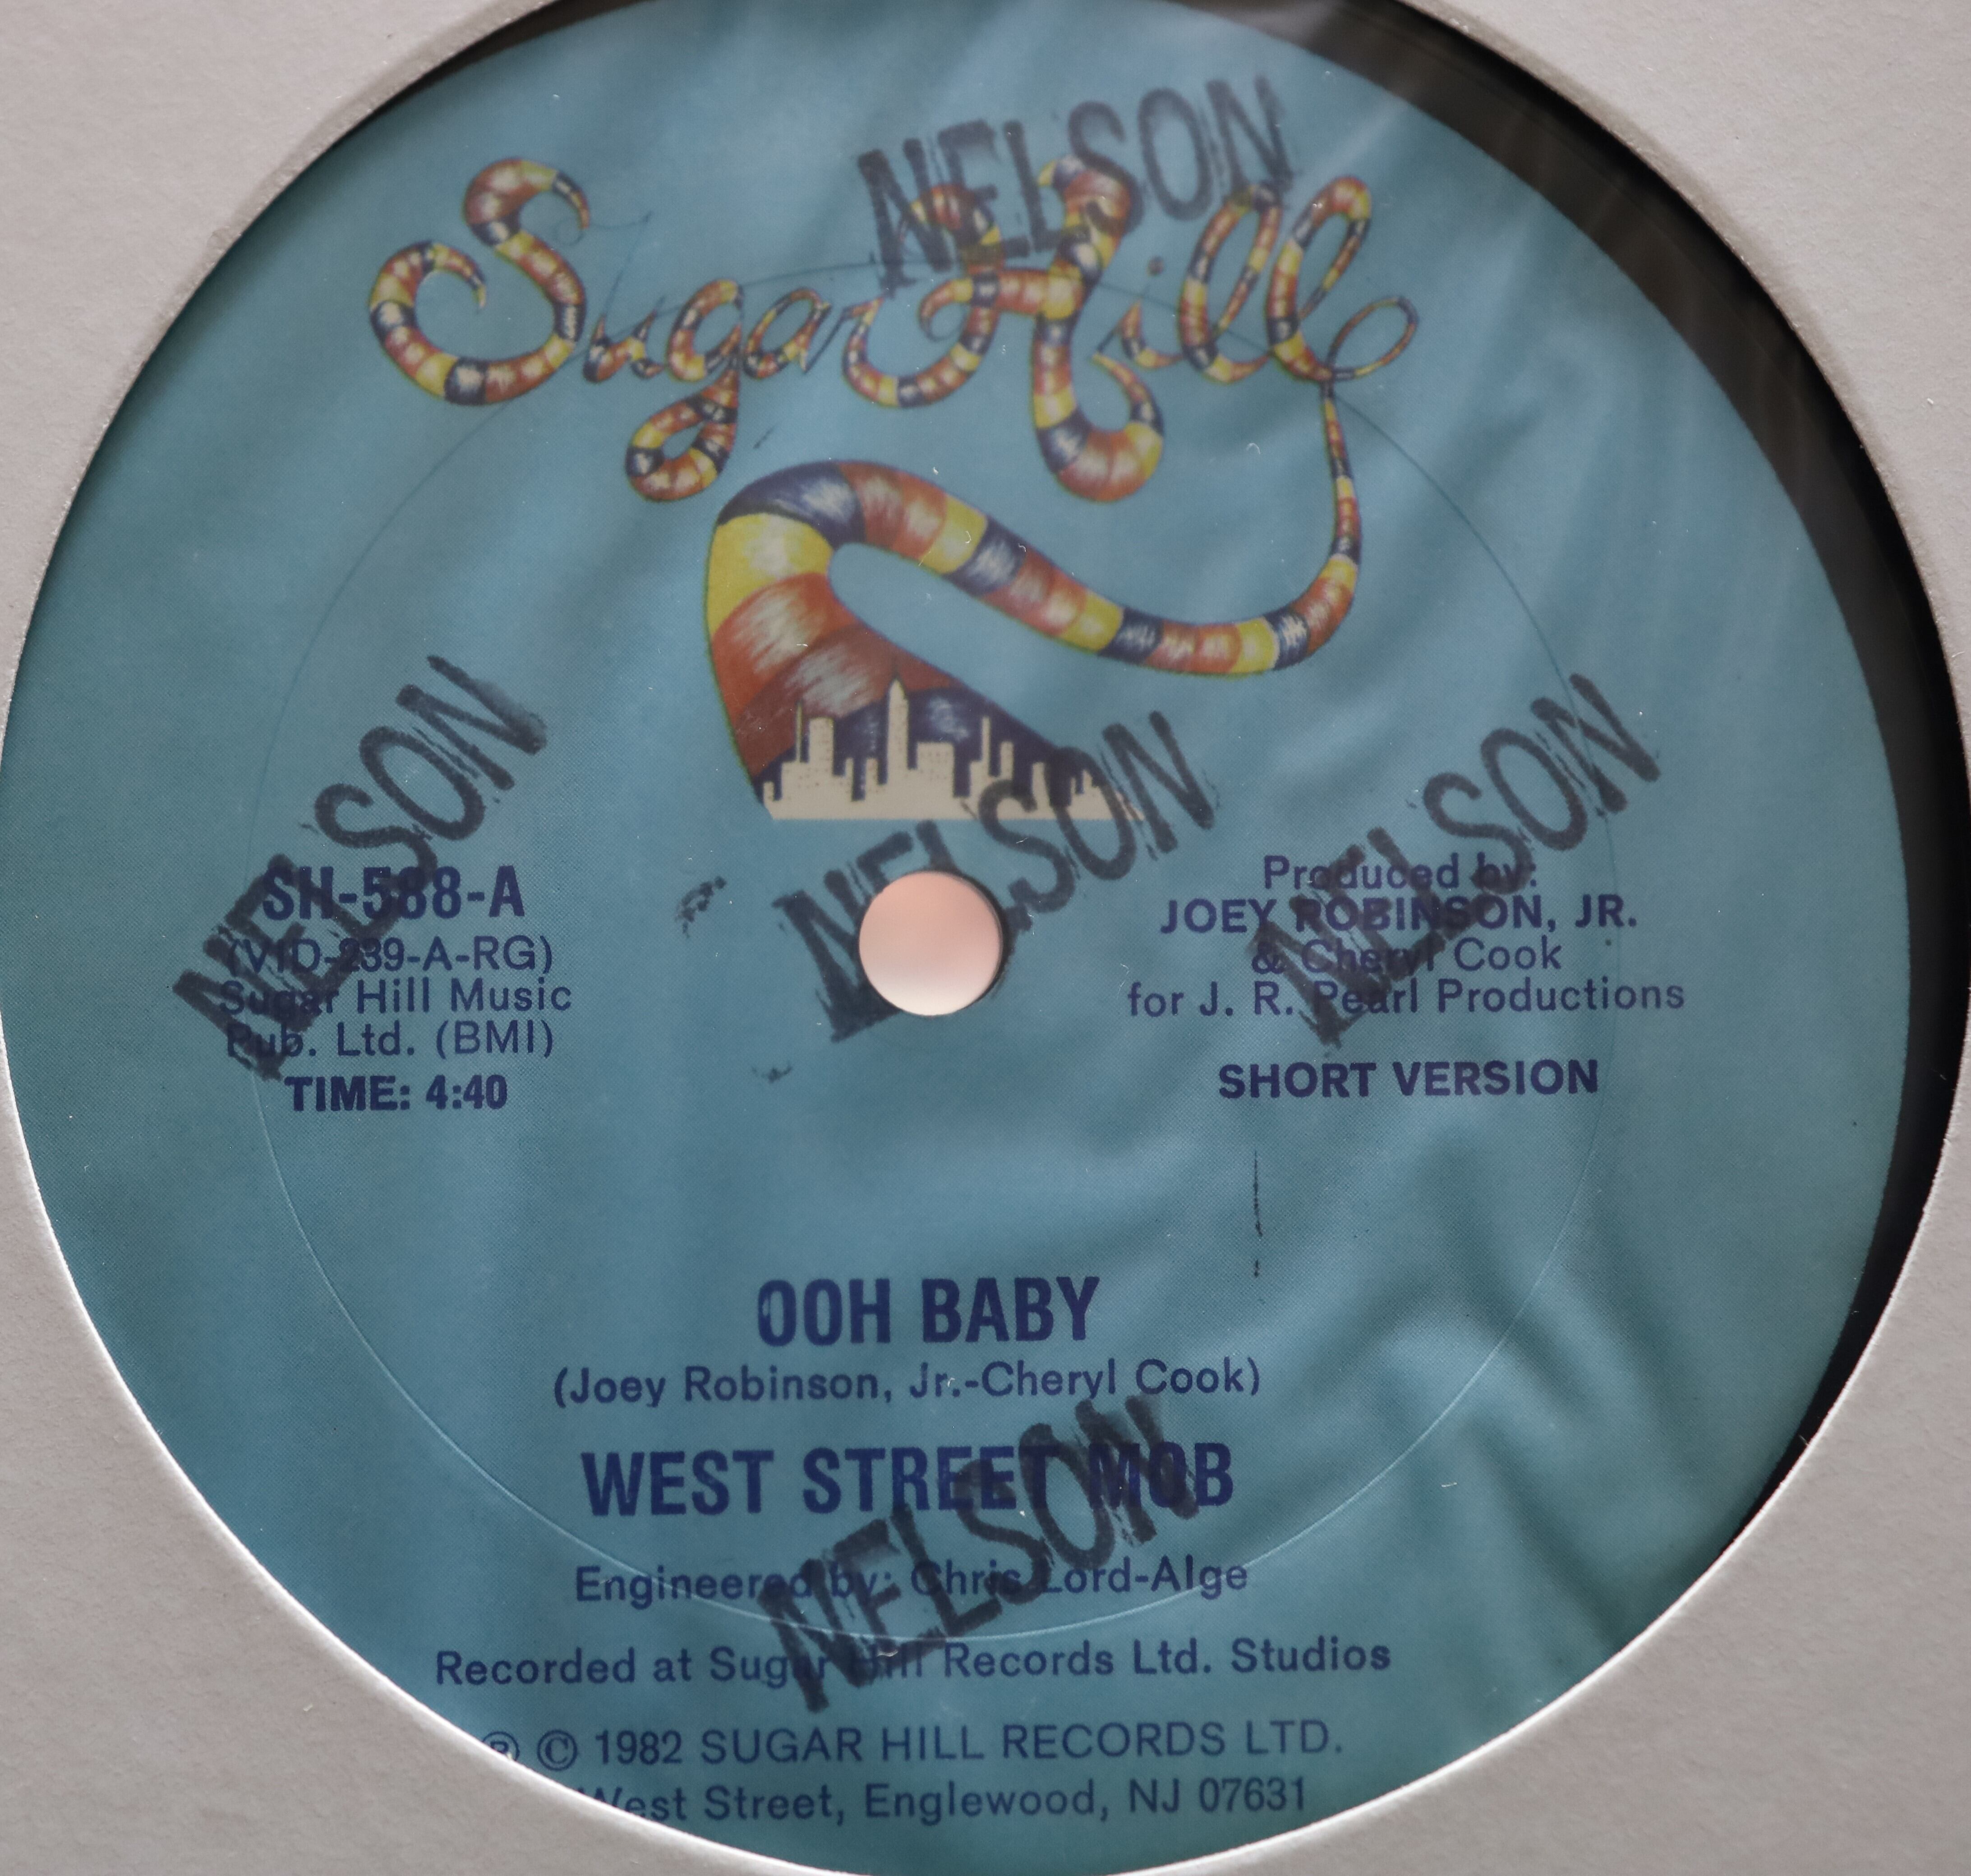 NELSON
Sugar Hill
NELSON
NELSON
NELSON
SH-588-A
(VID-239-A-RG)
Sugar Hill Music
Pub. Ltd. (BMI)
TIME: 4:40
Produced by:
JOEY ROBINSON, JR.
& Cheryl Cook
for J. R. Pearl Productions
SHORT VERSION
OOH BABY
(Joey Robinson, Jr.-Cheryl Cook)
WEST STREET MOB
NELSON
Engineered by: Chris Lord-Alge
Recorded at Sugar Hill Records Ltd. Studios
℗ © 1982 SUGAR HILL RECORDS LTD.
West Street, Englewood, NJ 07631